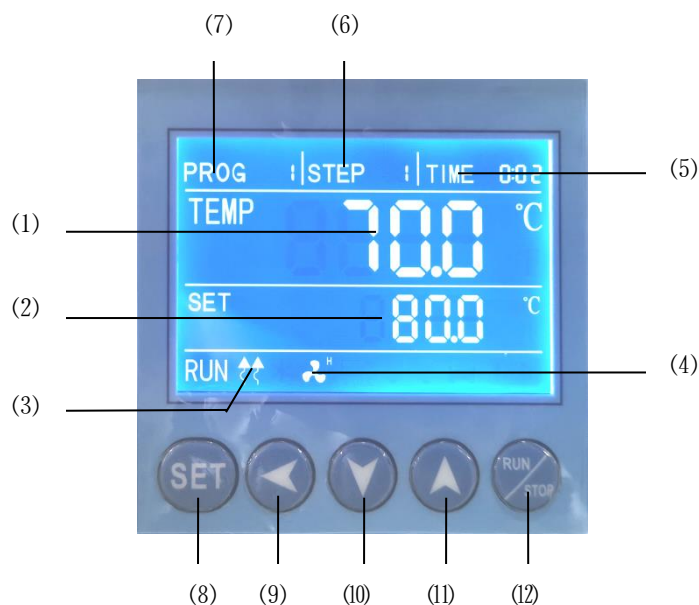 (7) (6)
PROG 1 STEP 1 TIME 0:02 (5)
(1) TEMP 70.0 °C
(2) SET 80.0 °C
RUN H (4)
(3)
SET RUN/STOP
(8) (9) (10) (11) (12)